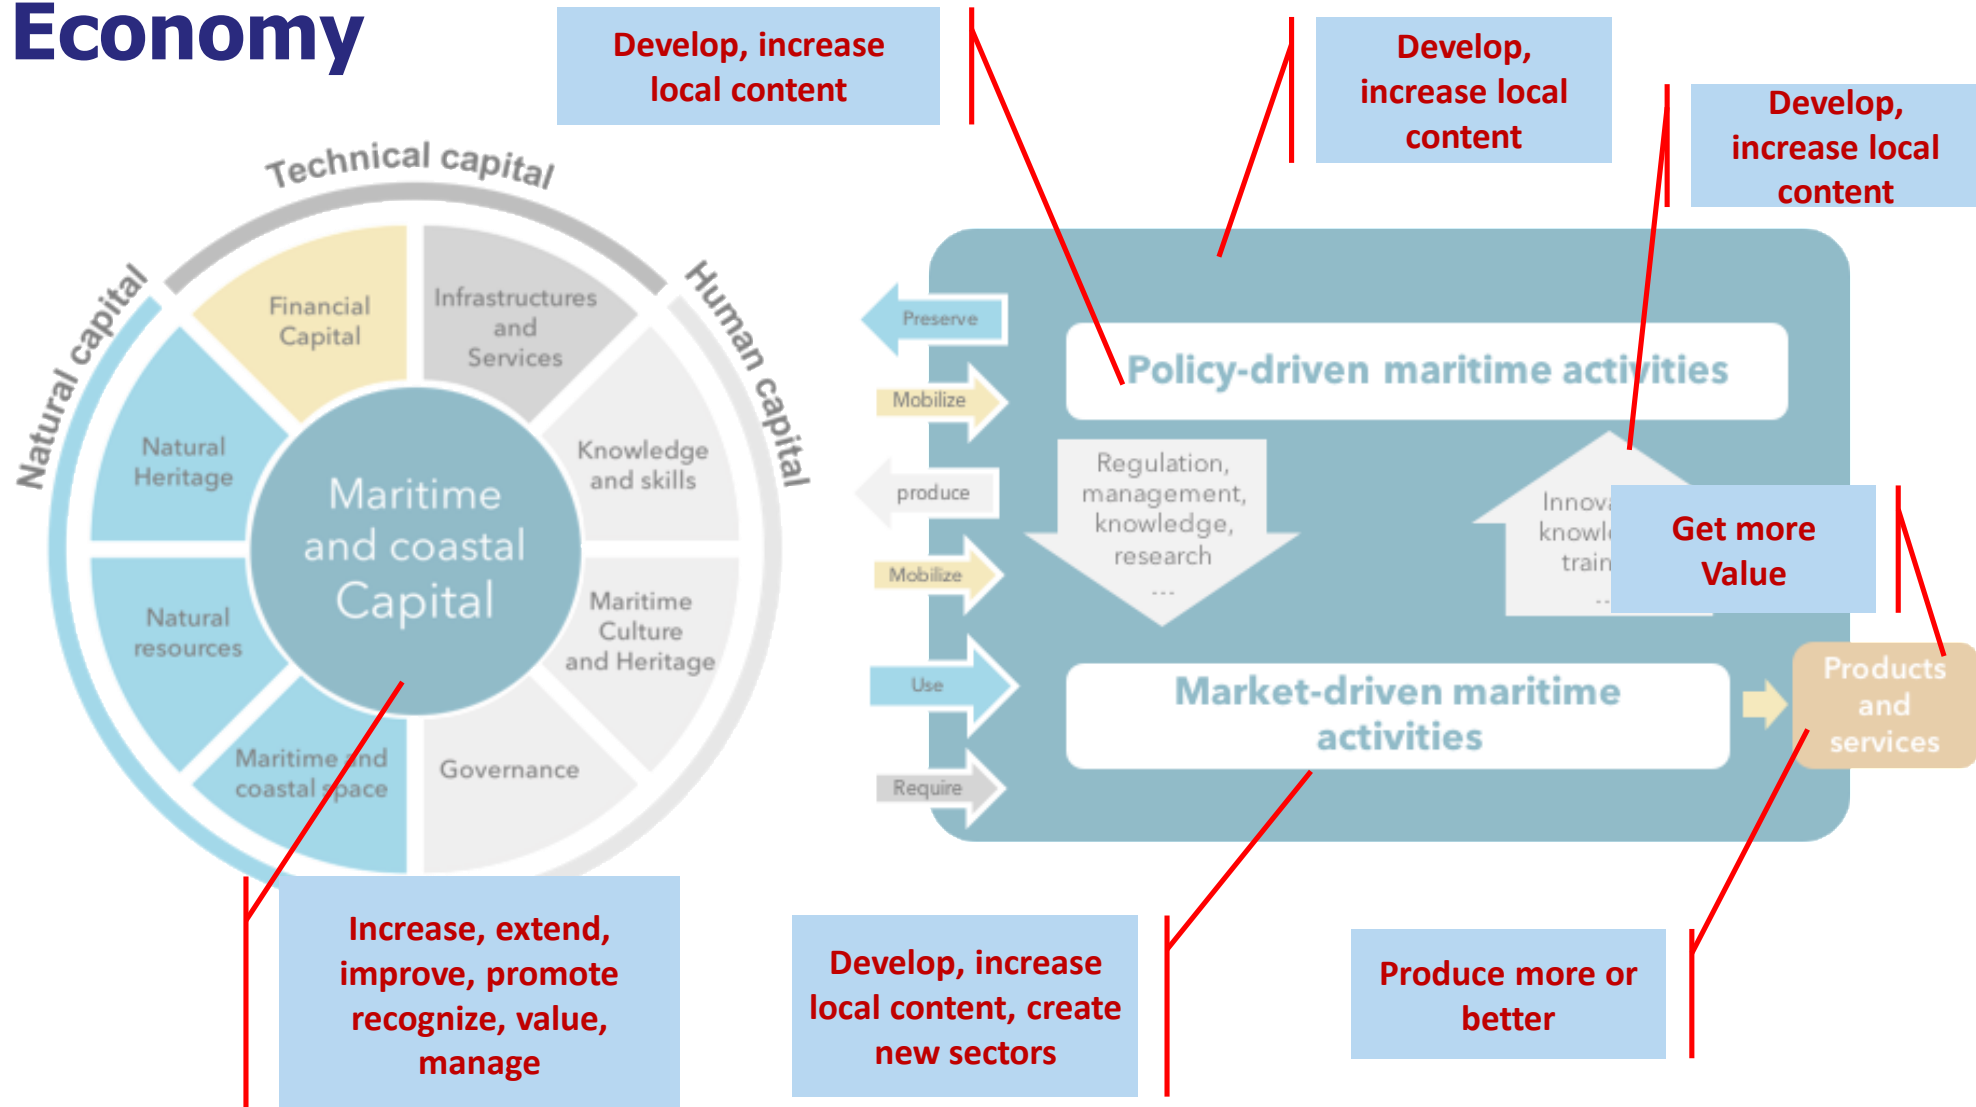 Economy
Develop, increase
local content
Develop,
increase local
content
Develop,
increase local
content
Technical capital
Natural capital
Human capital
Financial
Capital
Infrastructures
and
Services
Natural
Heritage
Knowledge
and skills
Maritime
and coastal
Capital
Natural
resources
Maritime
Culture
and Heritage
Maritime and
coastal space
Governance
Preserve
Mobilize
produce
Mobilize
Use
Require
Policy-driven maritime activities
Regulation,
management,
knowledge,
research
...
Get more
Value
Market-driven maritime
activities
Products
and
services
Increase, extend,
improve, promote
recognize, value,
manage
Develop, increase
local content, create
new sectors
Produce more or
better